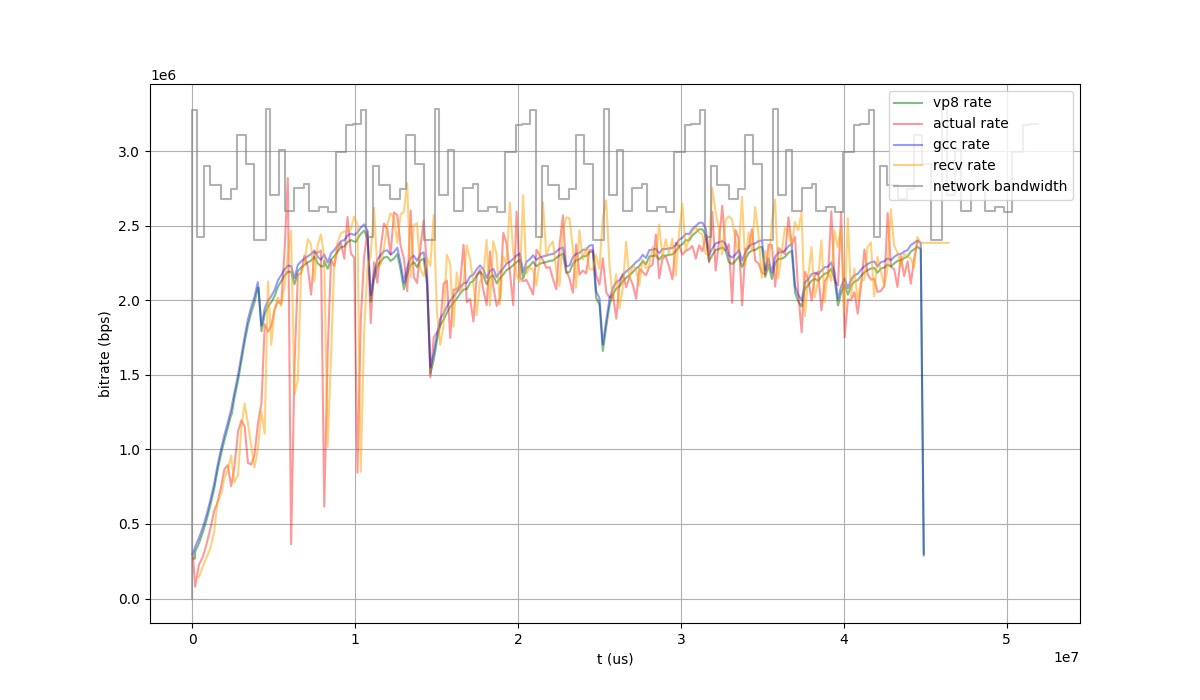 1e6
3.0
2.5
2.0
1.5
1.0
0.5
0.0
bitrate (bps)
vp8 rate
actual rate
gcc rate
recv rate
network bandwidth
0 1 2 3 4 5
t (us)
1e7